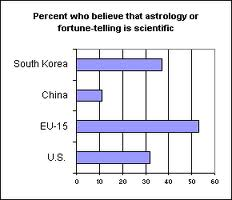 Percent who believe that astrology or
fortune-telling is scientific
South Korea
China
EU-15
U.S.
0 10 20 30 40 50 60